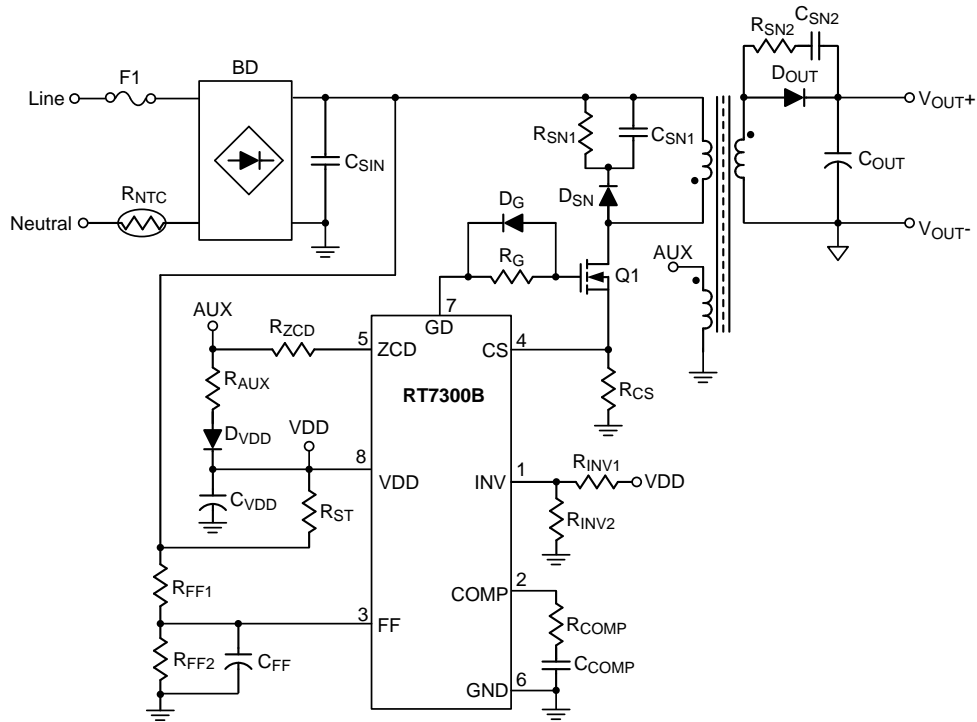 F1
BD
Line
Neutral
RNTC
CSIN
RSN1
CSN1
DSN
RSN2
CSN2
DOUT
VOUT+
COUT
VOUT-
DG
RG
Q1
AUX
7
GD
AUX
RZCD
5
ZCD
CS
4
RCS
RAUX
RT7300B
DVDD
VDD
8
VDD
CVDD
RST
INV
1
RINV1
VDD
RINV2
RFF1
3
FF
RFF2
CFF
COMP
2
RCOMP
CCOMP
GND
6